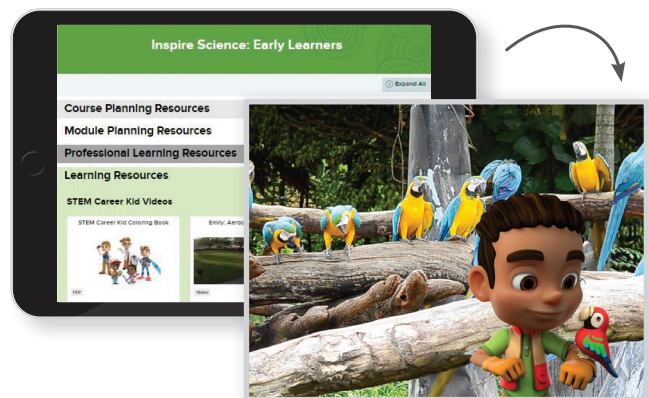 Inspire Science: Early Learners
Expand All
Course Planning Resources
Module Planning Resources
Professional Learning Resources
Learning Resources
STEM Career Kid Videos
STEM Career Kid Coloring Book
Emily: Aeros
PDF
Video